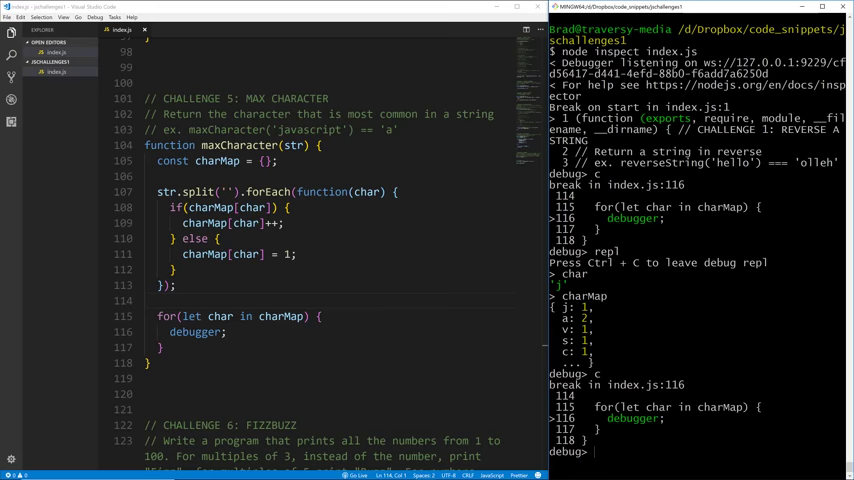 index.js - jschallenges1 - Visual Studio Code
File Edit Selection View Go Debug Tasks Help
EXPLORER
OPEN EDITORS
JS index.js
JSCHALLENGES1
JS index.js
JS index.js
98
99
100
101 // CHALLENGE 5: MAX CHARACTER
102 // Return the character that is most common in a string
103 // ex. maxCharacter('javascript') == 'a'
104 function maxCharacter(str) {
105 const charMap = {};
106
107 str.split('').forEach(function(char) {
108 if(charMap[char]) {
109 charMap[char]++;
110 } else {
111 charMap[char] = 1;
112 }
113 });
114
115 for(let char in charMap) {
116 debugger;
117 }
118 }
119
120
121
122 // CHALLENGE 6: FIZZBUZZ
123 // Write a program that prints all the numbers from 1 to
100. For multiples of 3, instead of the number, print
0 0
Ln 114, Col 1 Spaces: 2 UTF-8 CRLF JavaScript Prettier
Go Live
MINGW64:/d/Dropbox/code_snippets/jschallenges1
Brad@traversy-media /d/Dropbox/code_snippets/j
schallenges1
$ node inspect index.js
< Debugger listening on ws://127.0.0.1:9229/cf
d56417-d441-4efd-88b0-f6add7a6250d
< For help see https://nodejs.org/en/docs/insp
ector
Break on start in index.js:1
> 1 (function (exports, require, module, __fil
ename, __dirname) { // CHALLENGE 1: REVERSE A
STRING
2 // Return a string in reverse
3 // ex. reverseString('hello') === 'olleh'
debug> c
break in index.js:116
114
115 for(let char in charMap) {
>116 debugger;
117 }
118 }
debug> repl
Press Ctrl + C to leave debug repl
> char
'j'
> charMap
{ j: 1,
a: 2,
v: 1,
s: 1,
c: 1,
... }
debug> c
break in index.js:116
114
115 for(let char in charMap) {
>116 debugger;
117 }
118 }
debug>